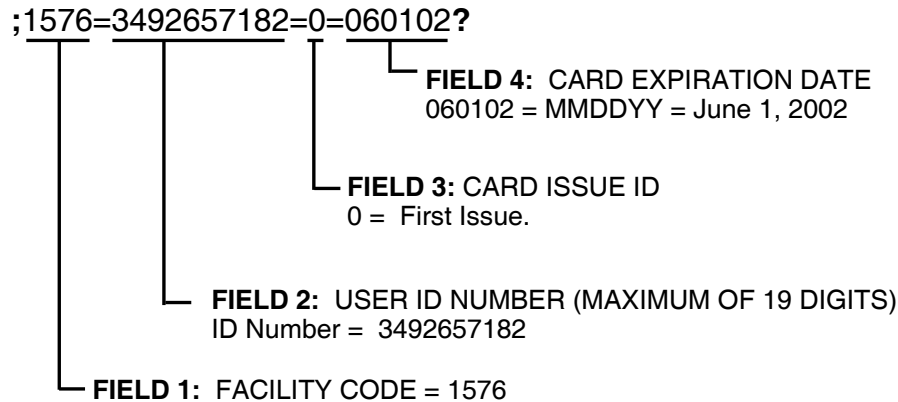 ;1576=3492657182=0=060102?
FIELD 4: CARD EXPIRATION DATE
060102 = MMDDYY = June 1, 2002
FIELD 3: CARD ISSUE ID
0 = First Issue.
FIELD 2: USER ID NUMBER (MAXIMUM OF 19 DIGITS)
ID Number = 3492657182
FIELD 1: FACILITY CODE = 1576